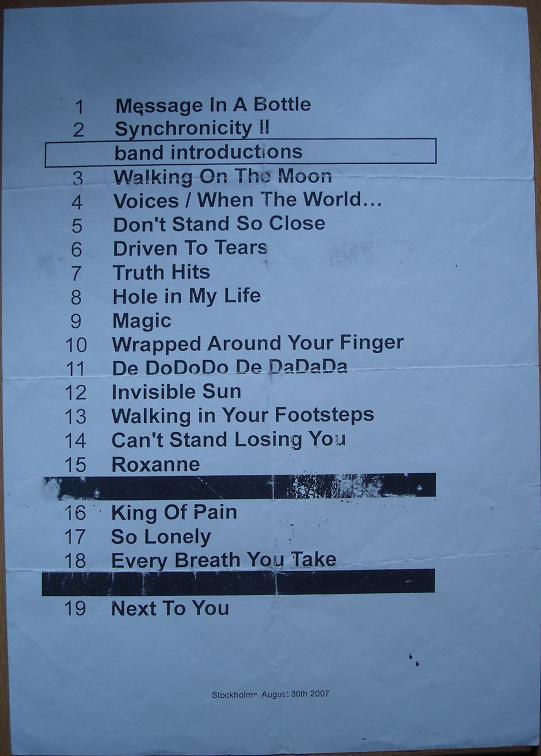 1 Message In A Bottle
2 Synchronicity II
band introductions
3 Walking On The Moon
4 Voices / When The World...
5 Don't Stand So Close
6 Driven To Tears
7 Truth Hits
8 Hole in My Life
9 Magic
10 Wrapped Around Your Finger
11 De DoDoDo De DaDaDa
12 Invisible Sun
13 Walking in Your Footsteps
14 Can't Stand Losing You
15 Roxanne
16 King Of Pain
17 So Lonely
18 Every Breath You Take
19 Next To You
Stockholm- August 30th 2007